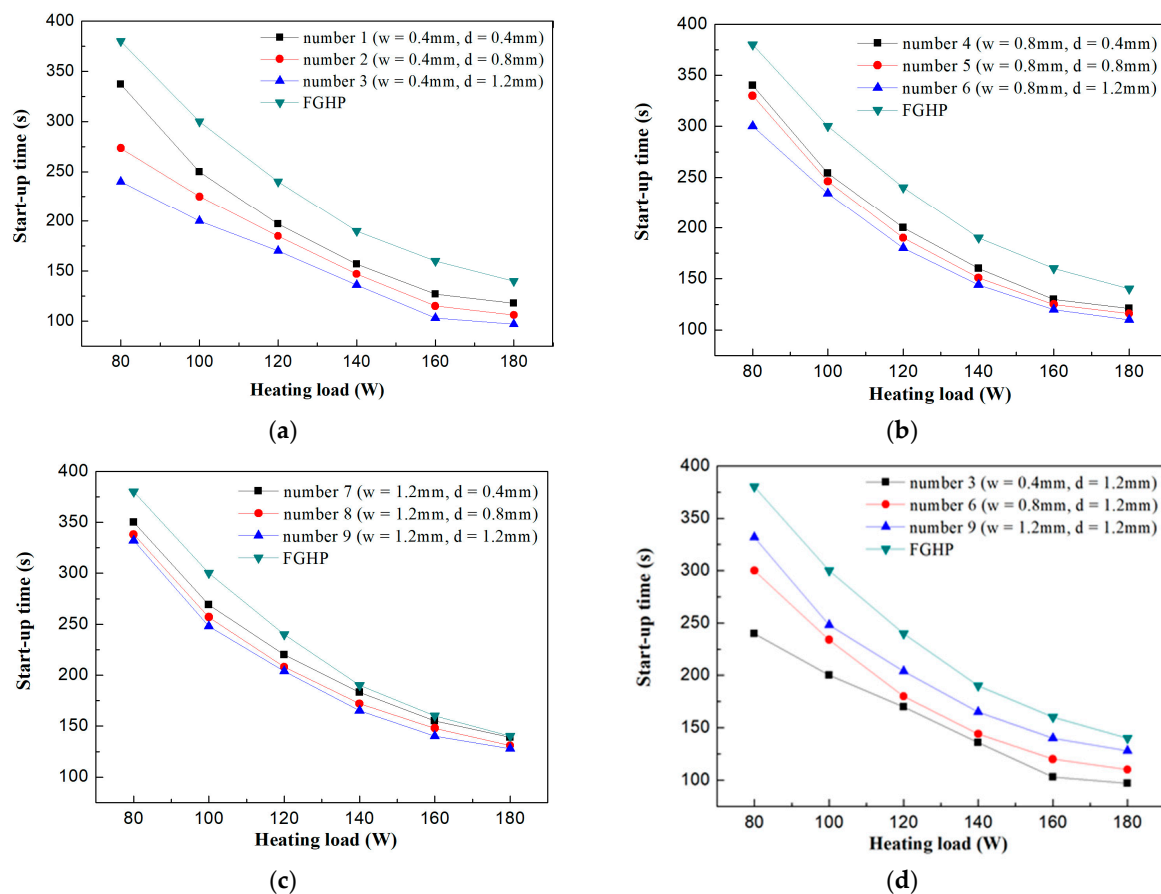 400
350
300
250
200
150
100
Start-up time (s)
number 1 (w = 0.4mm, d = 0.4mm)
number 2 (w = 0.4mm, d = 0.8mm)
number 3 (w = 0.4mm, d = 1.2mm)
FGHP
80 100 120 140 160 180
Heating load (W)
(a)
400
350
300
250
200
150
100
Start-up time (s)
number 4 (w = 0.8mm, d = 0.4mm)
number 5 (w = 0.8mm, d = 0.8mm)
number 6 (w = 0.8mm, d = 1.2mm)
FGHP
80 100 120 140 160 180
Heating load (W)
(b)
400
350
300
250
200
150
100
Start-up time (s)
number 7 (w = 1.2mm, d = 0.4mm)
number 8 (w = 1.2mm, d = 0.8mm)
number 9 (w = 1.2mm, d = 1.2mm)
FGHP
80 100 120 140 160 180
Heating load (W)
(c)
400
350
300
250
200
150
100
Start-up time (s)
number 3 (w = 0.4mm, d = 1.2mm)
number 6 (w = 0.8mm, d = 1.2mm)
number 9 (w = 1.2mm, d = 1.2mm)
FGHP
80 100 120 140 160 180
Heating load (W)
(d)